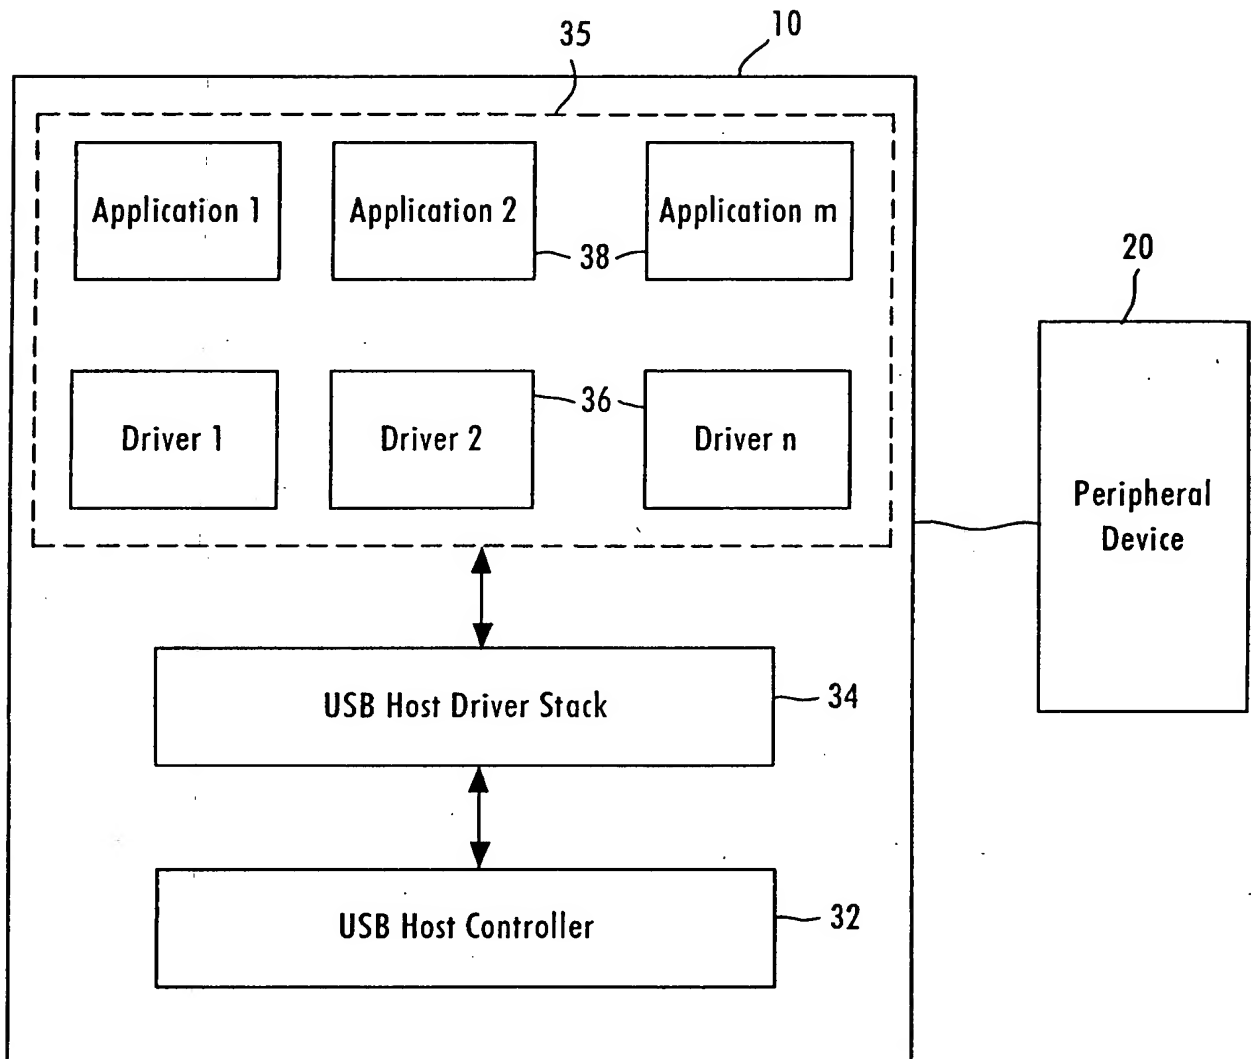 35
10
Application 1
Application 2
Application m
38
20
36
Driver 1
Driver 2
Driver n
Peripheral
Device
USB Host Driver Stack
34
USB Host Controller
32